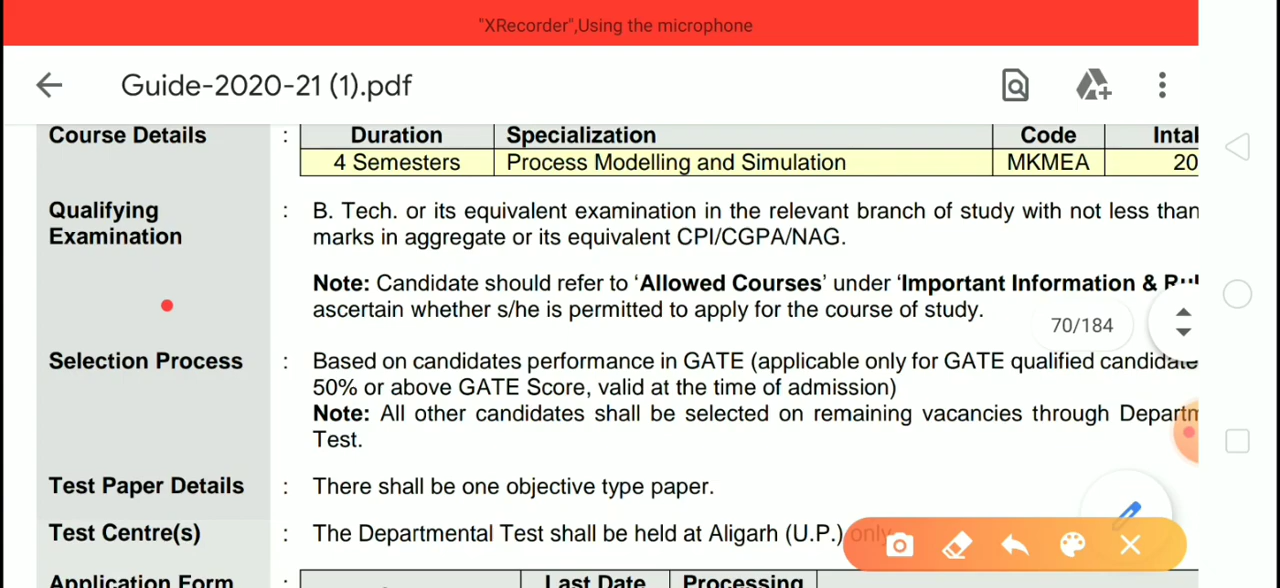 "XRecorder",Using the microphone
Guide-2020-21 (1).pdf
Course Details : Duration Specialization Code
4 Semesters Process Modelling and Simulation MKMEA 20
Qualifying : B. Tech. or its equivalent examination in the relevant branch of study with not less than
Examination marks in aggregate or its equivalent CPI/CGPA/NAG.
Note: Candidate should refer to ‘Allowed Courses’ under ‘Important Information &
ascertain whether s/he is permitted to apply for the course of study.
70/184
Selection Process : Based on candidates performance in GATE (applicable only for GATE qualified candidate
50% or above GATE Score, valid at the time of admission)
Note: All other candidates shall be selected on remaining vacancies through
Test.
Test Paper Details : There shall be one objective type paper.
Test Centre(s) : The Departmental Test shall be held at Aligarh (U.P.) only
Application Form : Last Date Processing